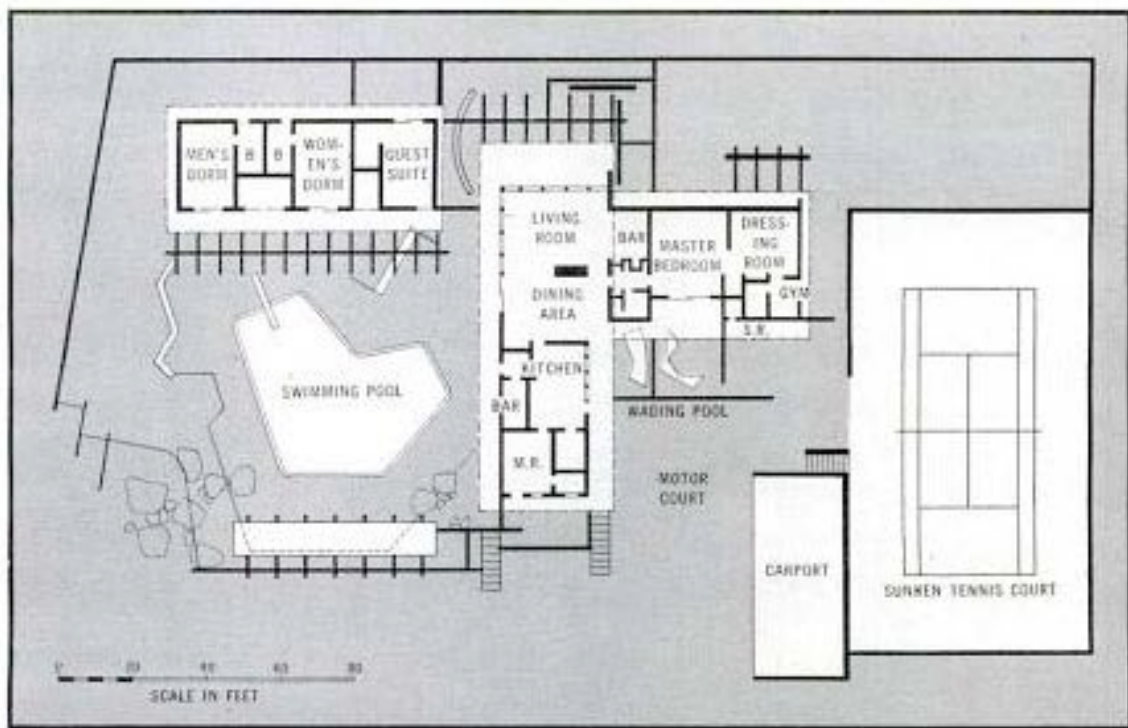 MEN'S
DORM
B
B
WOM-
EN'S
DORM
GUEST
SUITE
LIVING
ROOM
BAR
MASTER
BEDROOM
DRESS-
ING
ROOM
GYM
S.R.
DINING
AREA
KITCHEN
BAR
M.R.
SWIMMING POOL
WADING POOL
MOTOR
COURT
CARPORT
SUNKEN TENNIS COURT
0 20 40 60 80
SCALE IN FEET